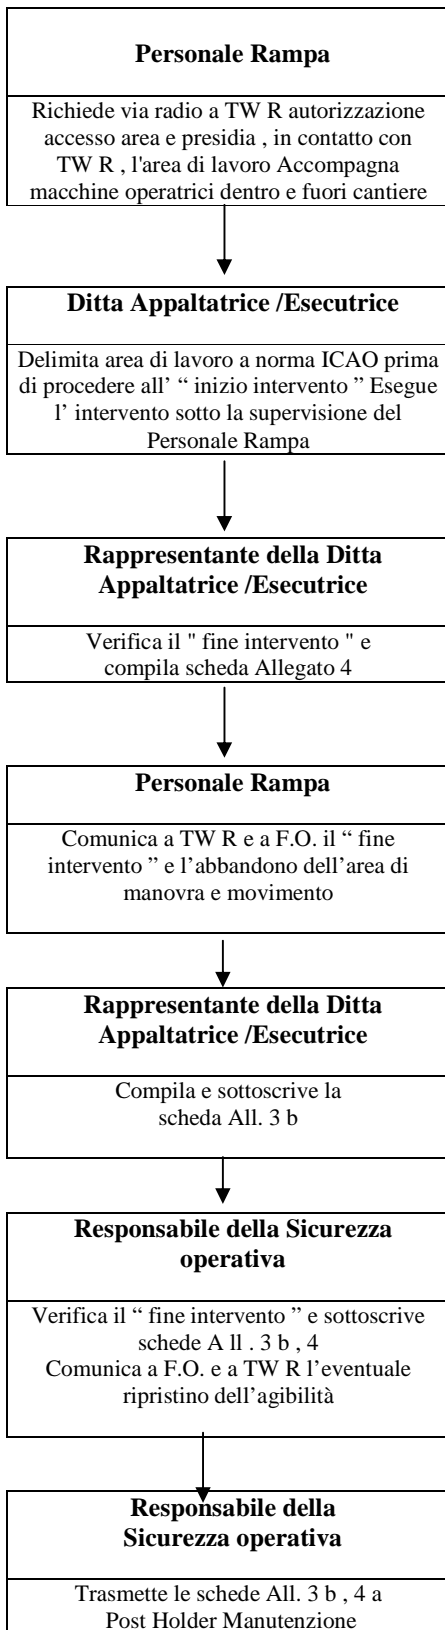 Personale Rampa
Richiede via radio a TW R autorizzazione
accesso area e presidia , in contatto con
TW R , l'area di lavoro Accompagna
macchine operatrici dentro e fuori cantiere
Ditta Appaltatrice /Esecutrice
Delimita area di lavoro a norma ICAO prima
di procedere all' “ inizio intervento ” Esegue
l' intervento sotto la supervisione del
Personale Rampa
Rappresentante della Ditta
Appaltatrice /Esecutrice
Verifica il " fine intervento " e
compila scheda Allegato 4
Personale Rampa
Comunica a TW R e a F.O. il “ fine
intervento ” e l’abbandono dell’area di
manovra e movimento
Rappresentante della Ditta
Appaltatrice /Esecutrice
Compila e sottoscrive la
scheda All. 3 b
Responsabile della Sicurezza
operativa
Verifica il “ fine intervento ” e sottoscrive
schede A ll . 3 b , 4
Comunica a F.O. e a TW R l’eventuale
ripristino dell’agibilità
Responsabile della
Sicurezza operativa
Trasmette le schede All. 3 b , 4 a
Post Holder Manutenzione